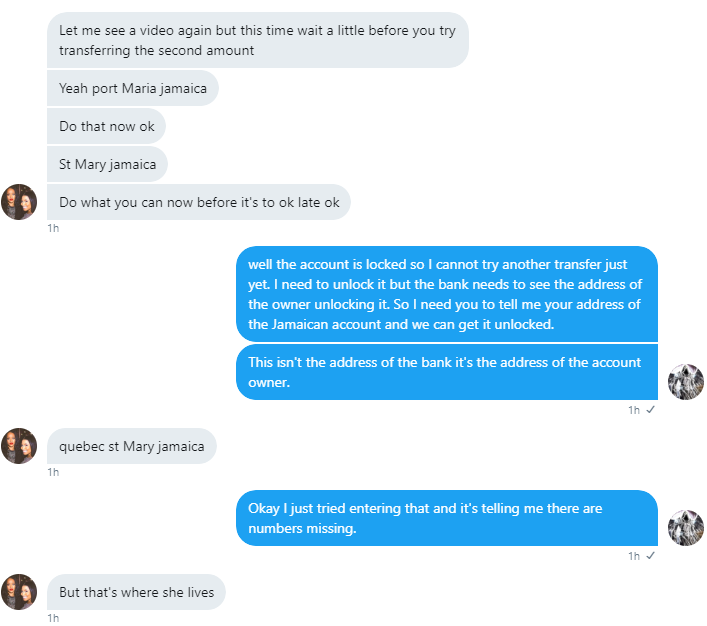 Let me see a video again but this time wait a little before you try
transferring the second amount
Yeah port Maria jamaica
Do that now ok
St Mary jamaica
Do what you can now before it's to ok late ok
1h
well the account is locked so I cannot try another transfer just
yet. I need to unlock it but the bank needs to see the address of
the owner unlocking it. So I need you to tell me your address of
the Jamaican account and we can get it unlocked.
This isn't the address of the bank it's the address of the account
owner.
1h ✓
quebec st Mary jamaica
1h
Okay I just tried entering that and it's telling me there are
numbers missing.
1h ✓
But that's where she lives
1h